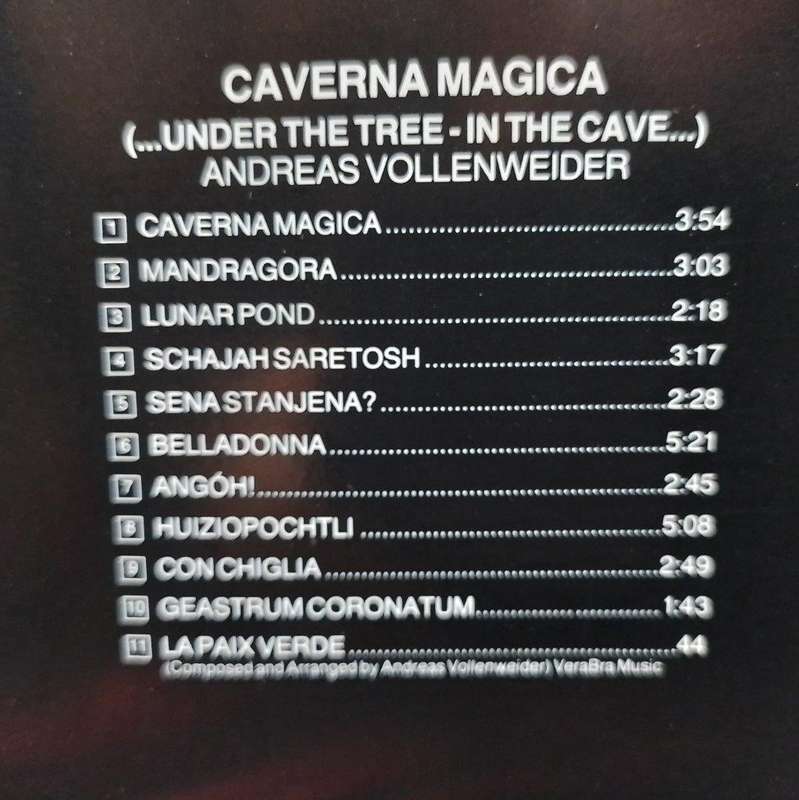 CAVERNA MAGICA
(...UNDER THE TREE - IN THE CAVE...)
ANDREAS VOLLENWEIDER
1 CAVERNA MAGICA........................................3:54
2 MANDRAGORA........................................3:03
3 LUNAR POND........................................2:18
4 SCHAJAH SARETOSH........................................3:17
5 SENA STANJENA?........................................2:28
6 BELLADONNA........................................5:21
7 ANGÓH!........................................2:45
8 HUIZIOPOCHTLI........................................5:08
9 CON CHIGLIA........................................2:49
10 GEASTRUM CORONATUM........................................1:43
11 LA PAIX VERDE........................................44
(Composed and Arranged by Andreas Vollenweider) VeraBra Music